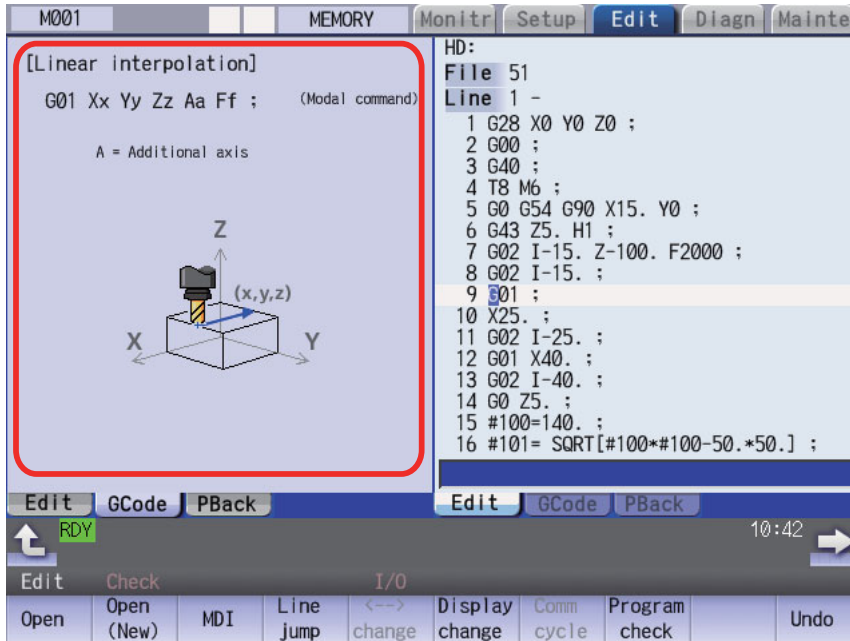 M001 MEMORY Monitr Setup Edit Diagn Mainte
[Linear interpolation]
G01 Xx Yy Zz Aa Ff ; (Modal command)
A = Additional axis
Z
(x,y,z)
X
Y
HD:
File 51
Line 1 -
1 G28 X0 Y0 Z0 ;
2 G00 ;
3 G40 ;
4 T8 M6 ;
5 G0 G54 G90 X15. Y0 ;
6 G43 Z5. H1 ;
7 G02 I-15. Z-100. F2000 ;
8 G02 I-15. ;
9 G01 ;
10 X25. ;
11 G02 I-25. ;
12 G01 X40. ;
13 G02 I-40. ;
14 G0 Z5. ;
15 #100=140. ;
16 #101= SQRT[#100*#100-50.*50.] ;
Edit GCode PBack
Edit GCode PBack
RDY
10:42
Edit Check I/O
Open
Open (New)
MDI
Line jump
<--> change
Display change
Comm cycle
Program check
Undo